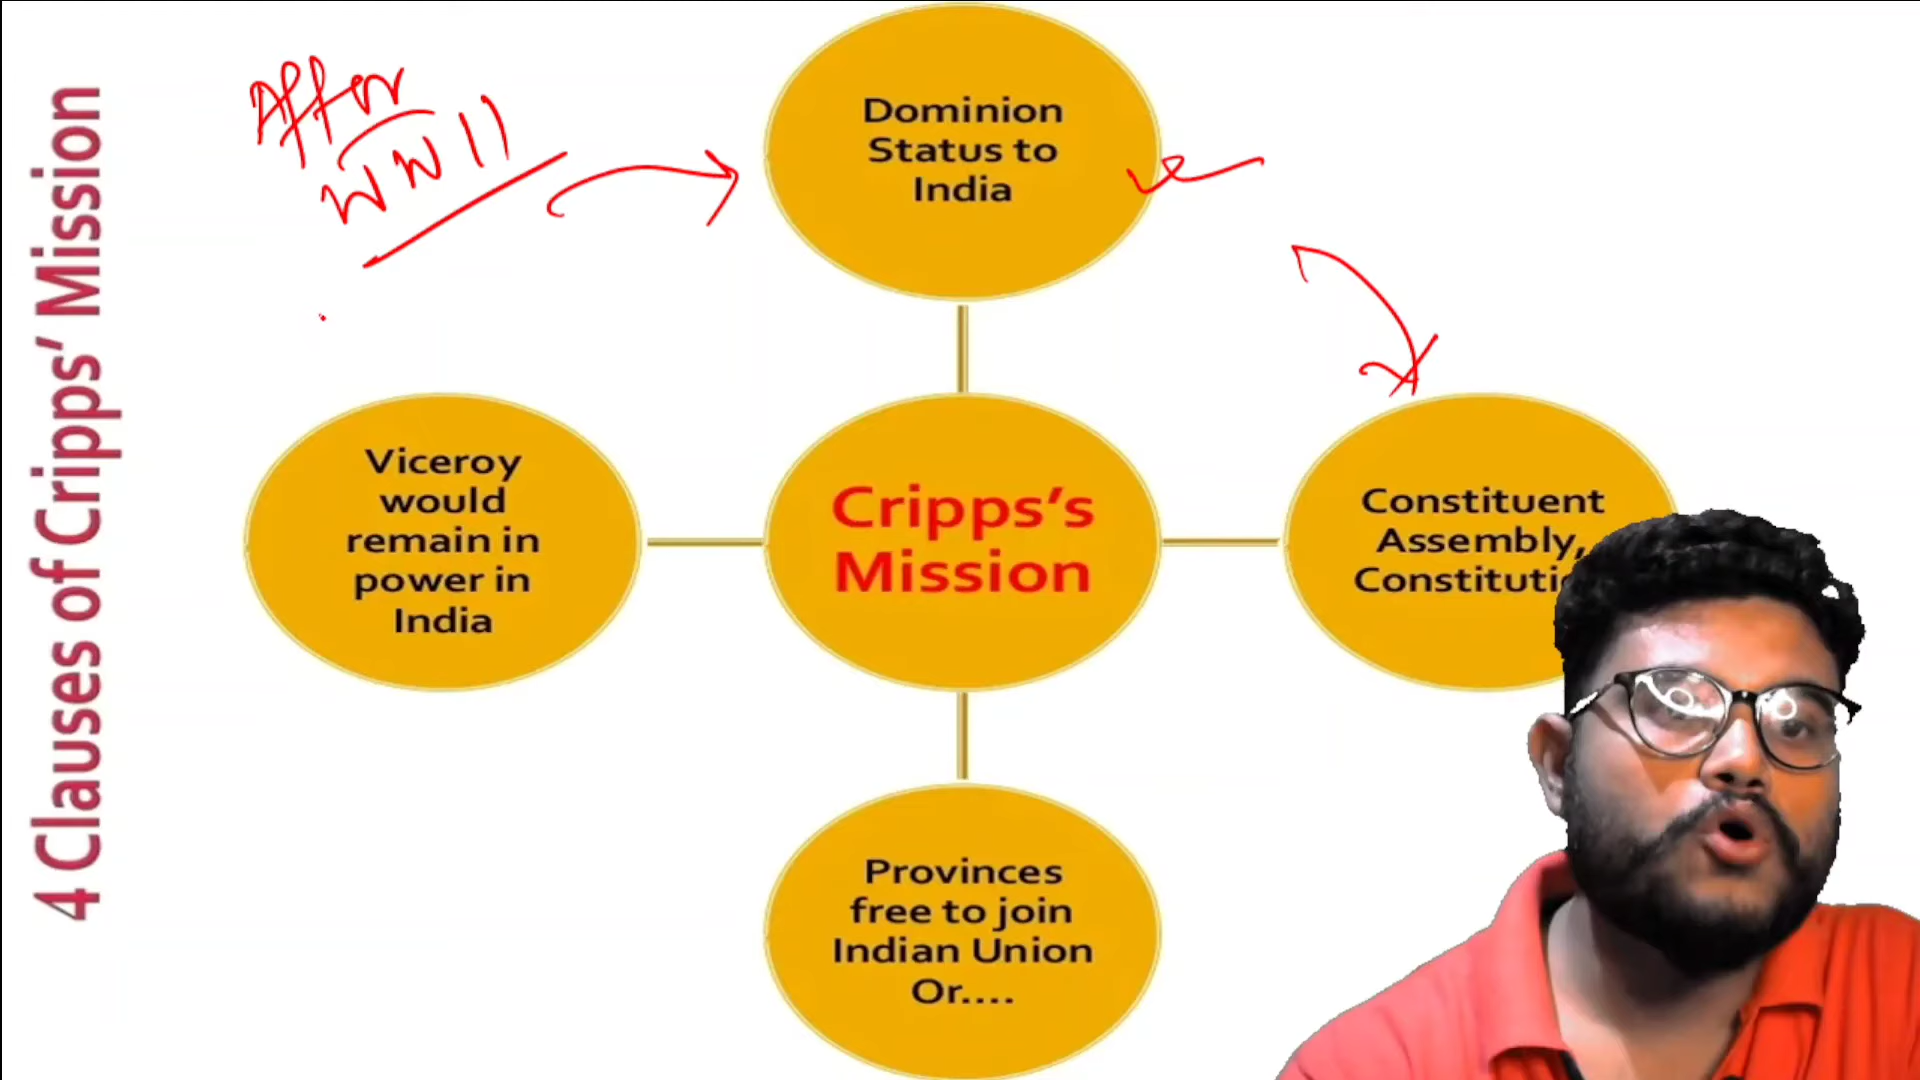 4 Clauses of Cripps’ Mission
After
WW II
Dominion
Status to
India
Viceroy
would
remain in
power in
India
Cripps’s
Mission
Constituent
Assembly,
Provinces
free to join
Indian Union
Or....